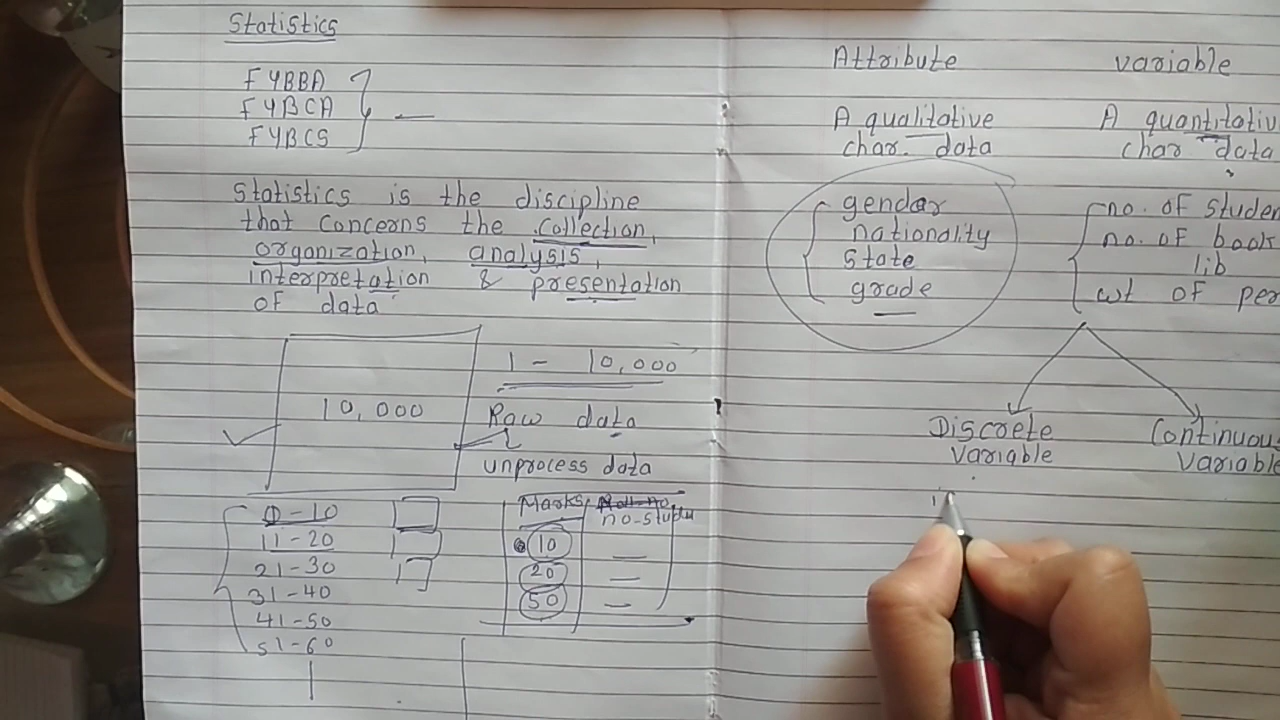 Statistics
FYBBA
FYBCA
FYBCS
Statistics is the discipline
that concerns the collection,
organization, analysis,
interpretation & presentation
of data
10,000
1 - 10,000
Raw data
unprocess data
0-10
11-20
21-30
31-40
41-50
51-60
Marks
10
20
50
Attribute
A qualitative
char. data
gendar
nationality
state
grade
variable
A quantitativ
char data
no. of studen
no. of book
lib
wt of per
Discrete
variable
Continuous
variable